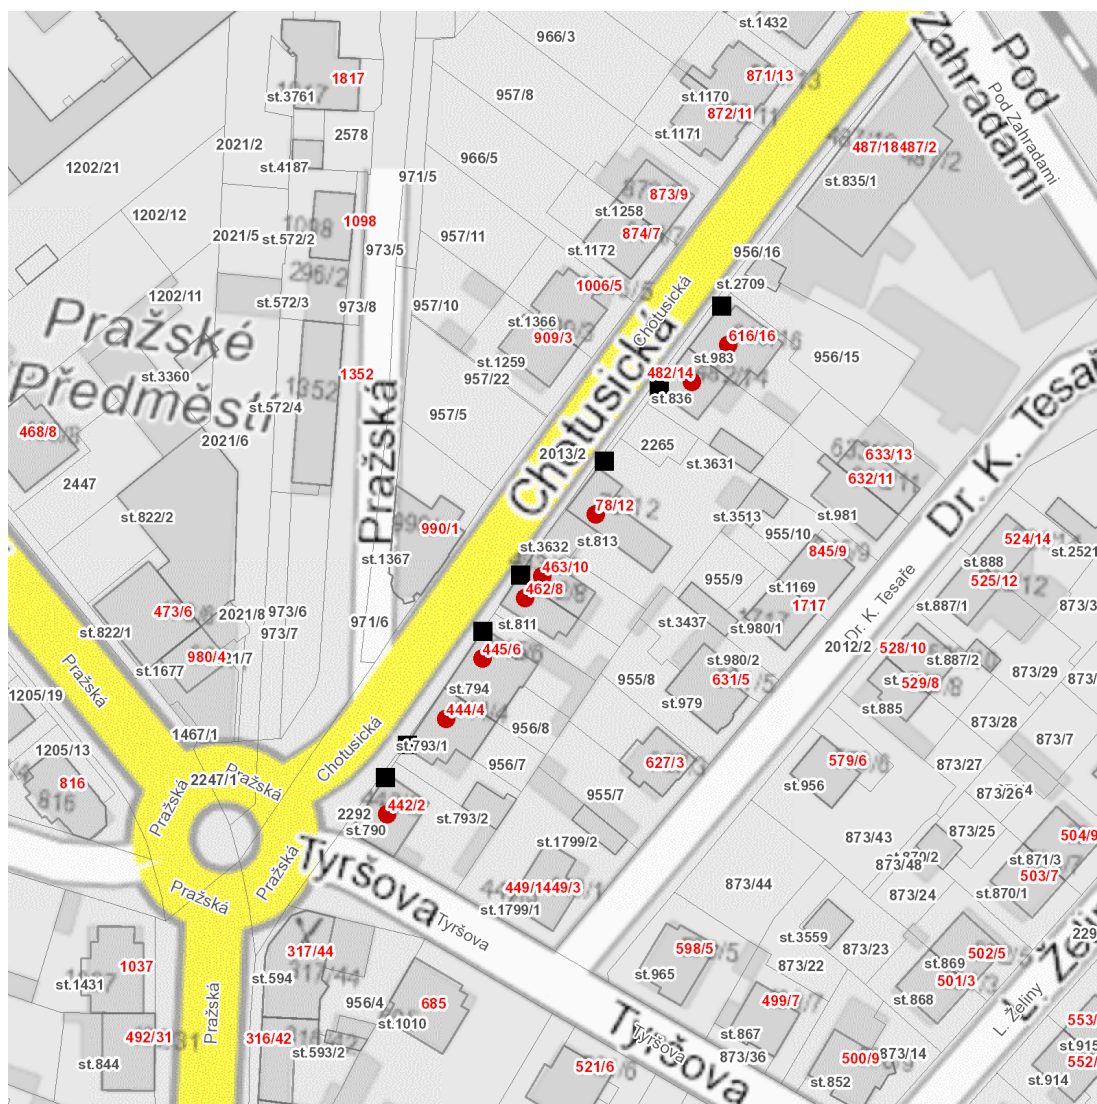 st.1432
966/3
Zahradami
Pod
Pod Zahradami
1817
871/13
st.3761
957/8
st.1170
872/11
2578
st.1171
2021/2
487/18
487/2
966/5
1202/21
st.4187
971/5
st.835/1
873/9
1202/12
1098
st.1258
874/7
2021/5
st.572/2
957/11
973/5
st.1172
956/16
296/2
st.2709
1006/5
1202/11
st.572/3
973/8
957/10
Chotusická
Pražské
Předměstí
st.1366
909/3
616/16
st.983
956/15
st.1259
482/14
st.3360
1352
957/22
st.836
st.572/4
957/5
Chotusická
Pražská
468/8
2021/6
2013/2
2265
st.3631
633/13
632/11
2447
Dr. K. Tesaře
78/12
st.822/2
990/1
st.813
st.3513
st.981
955/10
524/14
st.2521
st.1367
st.3632
463/10
845/9
st.888
525/12
462/8
955/9
st.1169
st.887/1
473/6
2021/8
973/6
1717
873/3
st.822/1
973/7
971/6
st.811
st.3437
st.980/1
Dr. K. Tesaře
445/6
2012/2
528/10
980/4
st.1677
st.980/2
st.887/2
873/29
Pražská
955/8
631/5
529/8
1205/19
st.794
st.979
st.885
444/4
956/8
873/28
1467/1
st.793/1
873/7
1205/13
Chotusická
956/7
627/3
579/6
873/27
816
2247/1
Pražská
st.956
955/7
873/26
2292
442/2
st.790
st.793/2
873/43
873/25
504/9
Pražská
st.1799/2
873/48
st.870/2
st.871/3
Pražská
503/7
Tyršova
449/1
449/3
873/44
873/24
st.870/1
Pražská
st.1799/1
Tyršova
st.3559
317/44
598/5
873/23
502/5
1037
st.594
st.965
873/22
st.869
501/3
st.1431
956/4
685
499/7
st.868
L. Želiny
Pražská
st.1010
st.867
492/31
316/42
Tyršova
Tyršova
st.593/2
873/36
500/9
873/14
st.915
st.844
521/6
st.852
st.914